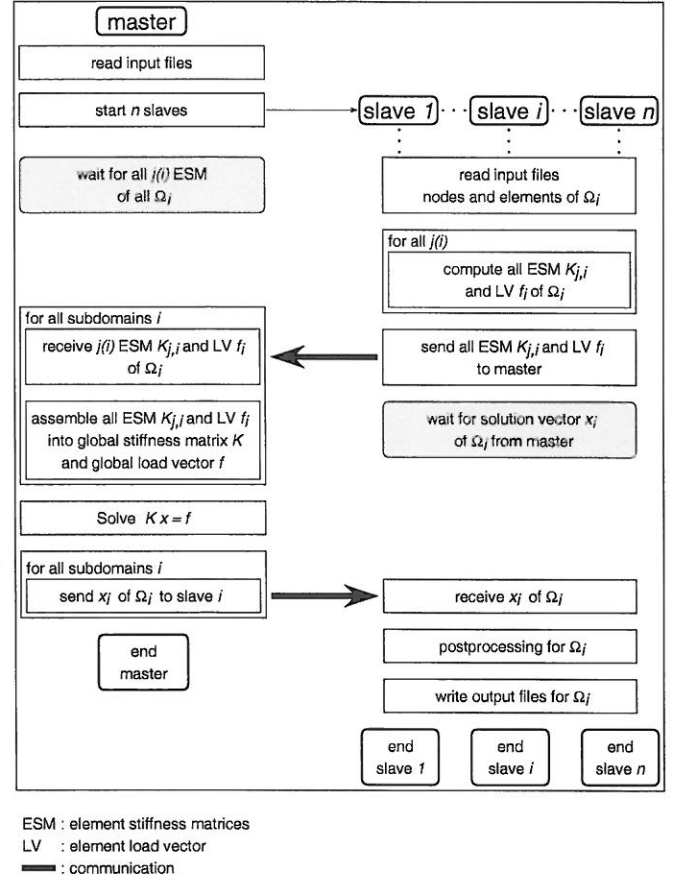 master
read input files
start n slaves
slave 1 ··· slave i ··· slave n
wait for all j(i) ESM
of all Ωi
read input files
nodes and elements of Ωi
for all j(i)
compute all ESM Kj,i
and LV fi of Ωi
for all subdomains i
receive j(i) ESM Kj,i and LV fi
of Ωi
send all ESM Kj,i and LV fi
to master
assemble all ESM Kj,i and LV fi
into global stiffness matrix K
and global load vector f
wait for solution vector xi
of Ωi from master
Solve K x = f
for all subdomains i
send xi of Ωi to slave i
receive xi of Ωi
end
master
postprocessing for Ωi
write output files for Ωi
end
slave 1
end
slave i
end
slave n
ESM : element stiffness matrices
LV : element load vector
: communication